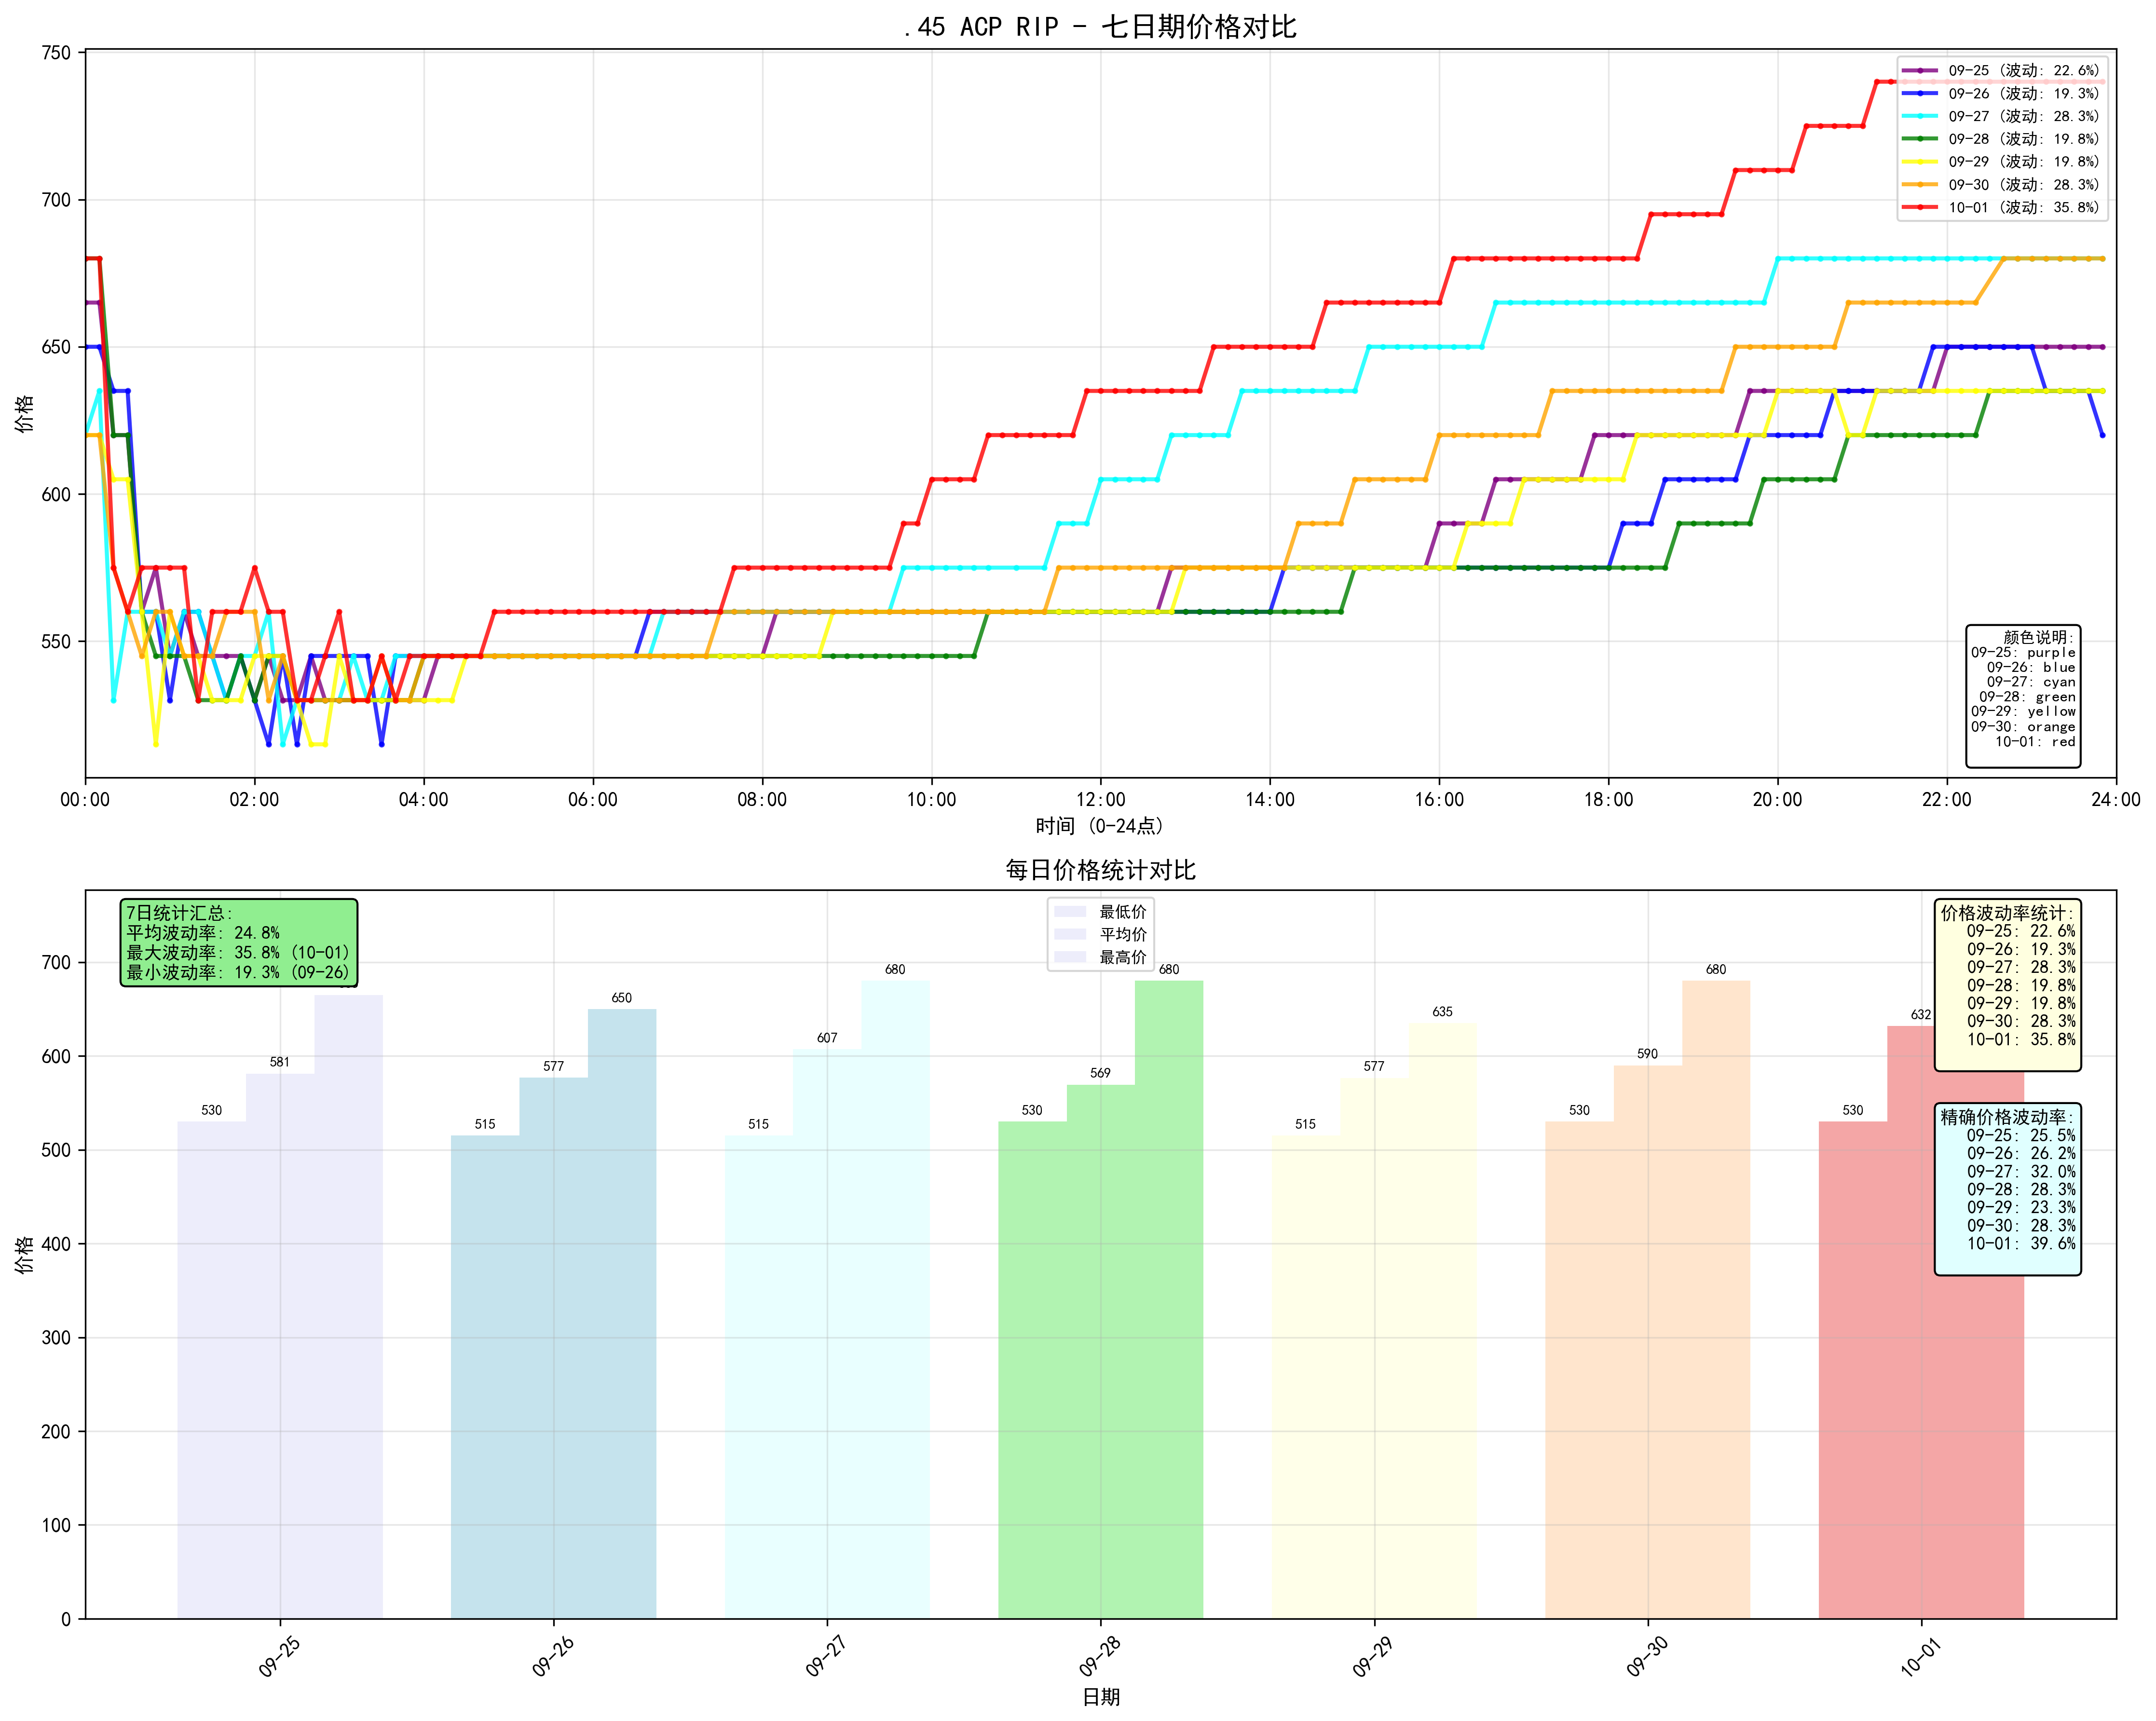 .45 ACP RIP - 七日期价格对比
价格
750
700
650
600
550
09-25 (波动: 22.6%)
09-26 (波动: 19.3%)
09-27 (波动: 28.3%)
09-28 (波动: 19.8%)
09-29 (波动: 19.8%)
09-30 (波动: 28.3%)
10-01 (波动: 35.8%)
颜色说明:
09-25: purple
09-26: blue
09-27: cyan
09-28: green
09-29: yellow
09-30: orange
10-01: red
00:00 02:00 04:00 06:00 08:00 10:00 12:00 14:00 16:00 18:00 20:00 22:00 24:00
时间 (0-24点)
每日价格统计对比
价格
700
600
500
400
300
200
100
0
7日统计汇总:
平均波动率: 24.8%
最大波动率: 35.8% (10-01)
最小波动率: 19.3% (09-26)
最低价
平均价
最高价
价格波动率统计:
09-25: 22.6%
09-26: 19.3%
09-27: 28.3%
09-28: 19.8%
09-29: 19.8%
09-30: 28.3%
10-01: 35.8%
精确价格波动率:
09-25: 25.5%
09-26: 26.2%
09-27: 32.0%
09-28: 28.3%
09-29: 23.3%
09-30: 28.3%
10-01: 39.6%
530 581
515 577 650
515 607 680
530 569 680
515 577 635
530 590 680
530 632
09-25 09-26 09-27 09-28 09-29 09-30 10-01
日期